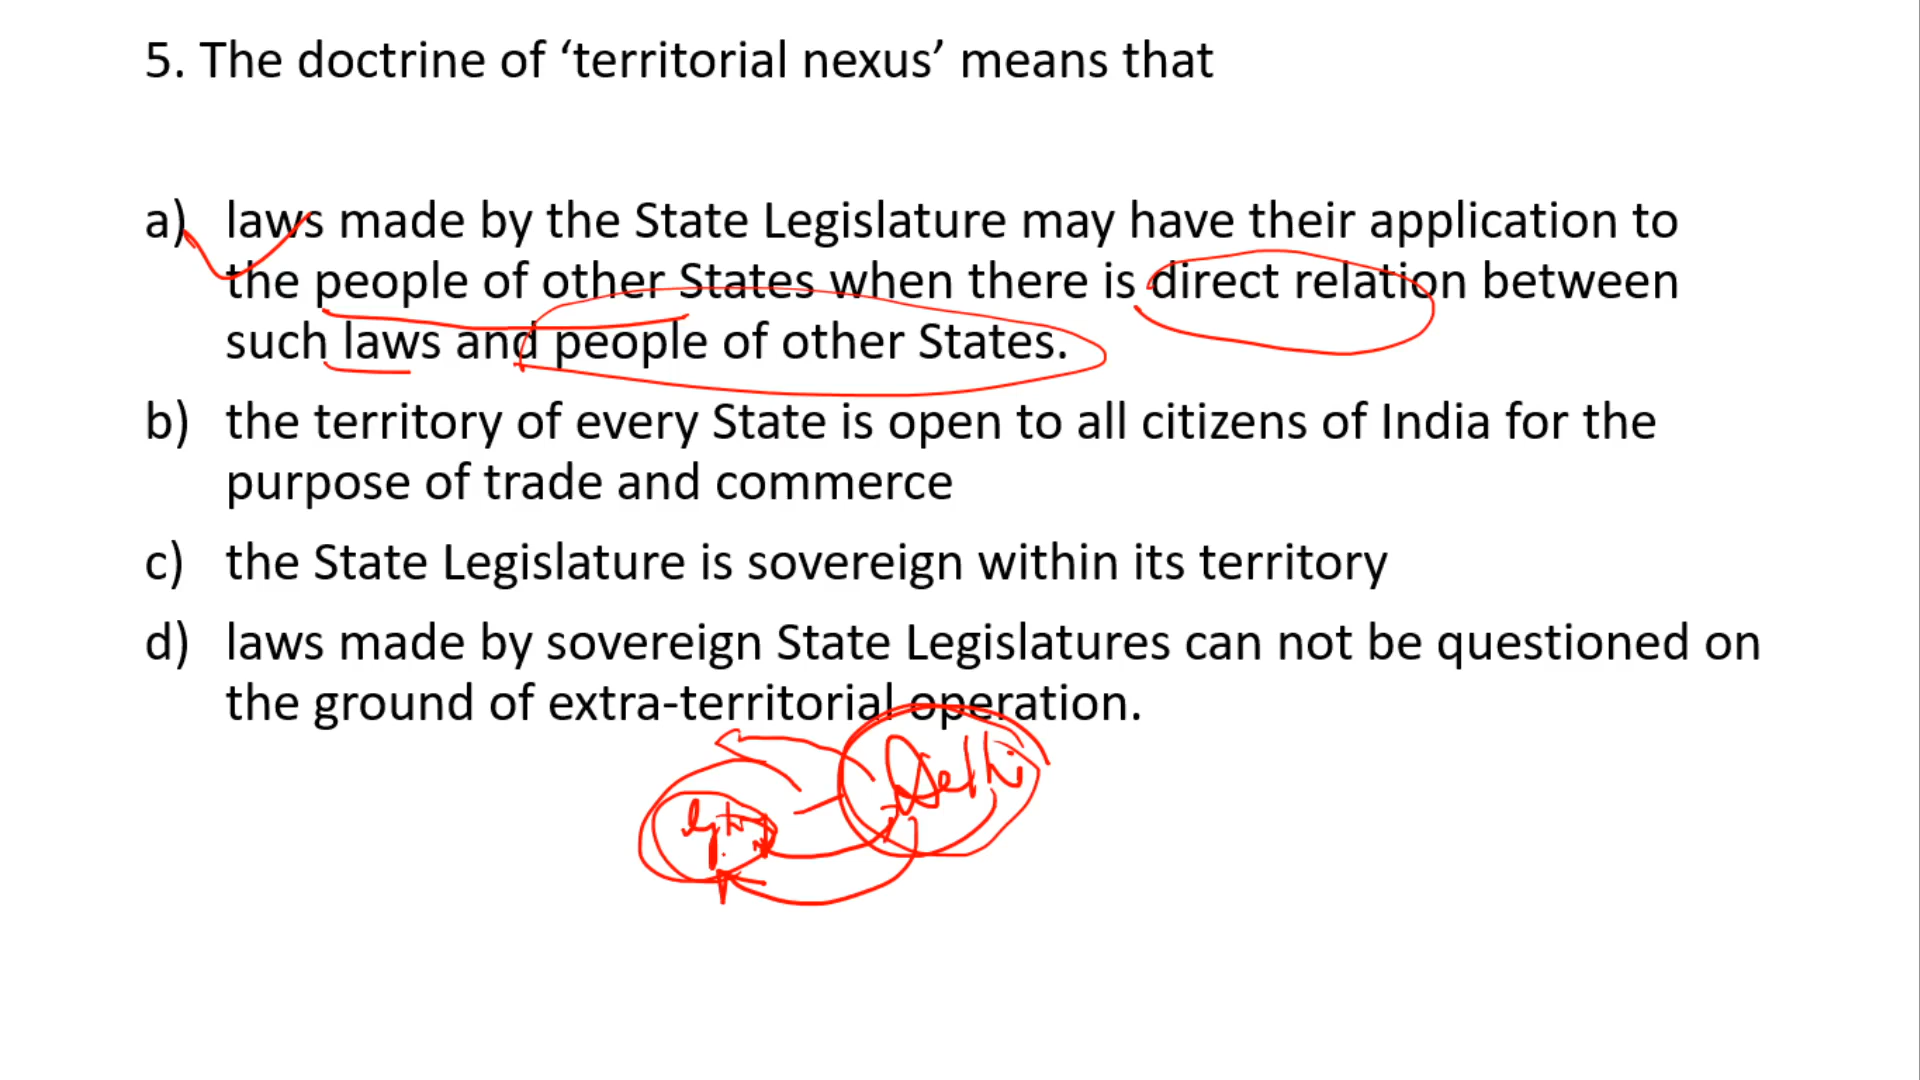 5. The doctrine of ‘territorial nexus’ means that
a) laws made by the State Legislature may have their application to
the people of other States when there is direct relation between
such laws and people of other States.
b) the territory of every State is open to all citizens of India for the
purpose of trade and commerce
c) the State Legislature is sovereign within its territory
d) laws made by sovereign State Legislatures can not be questioned on
the ground of extra-territorial operation.
Delhi